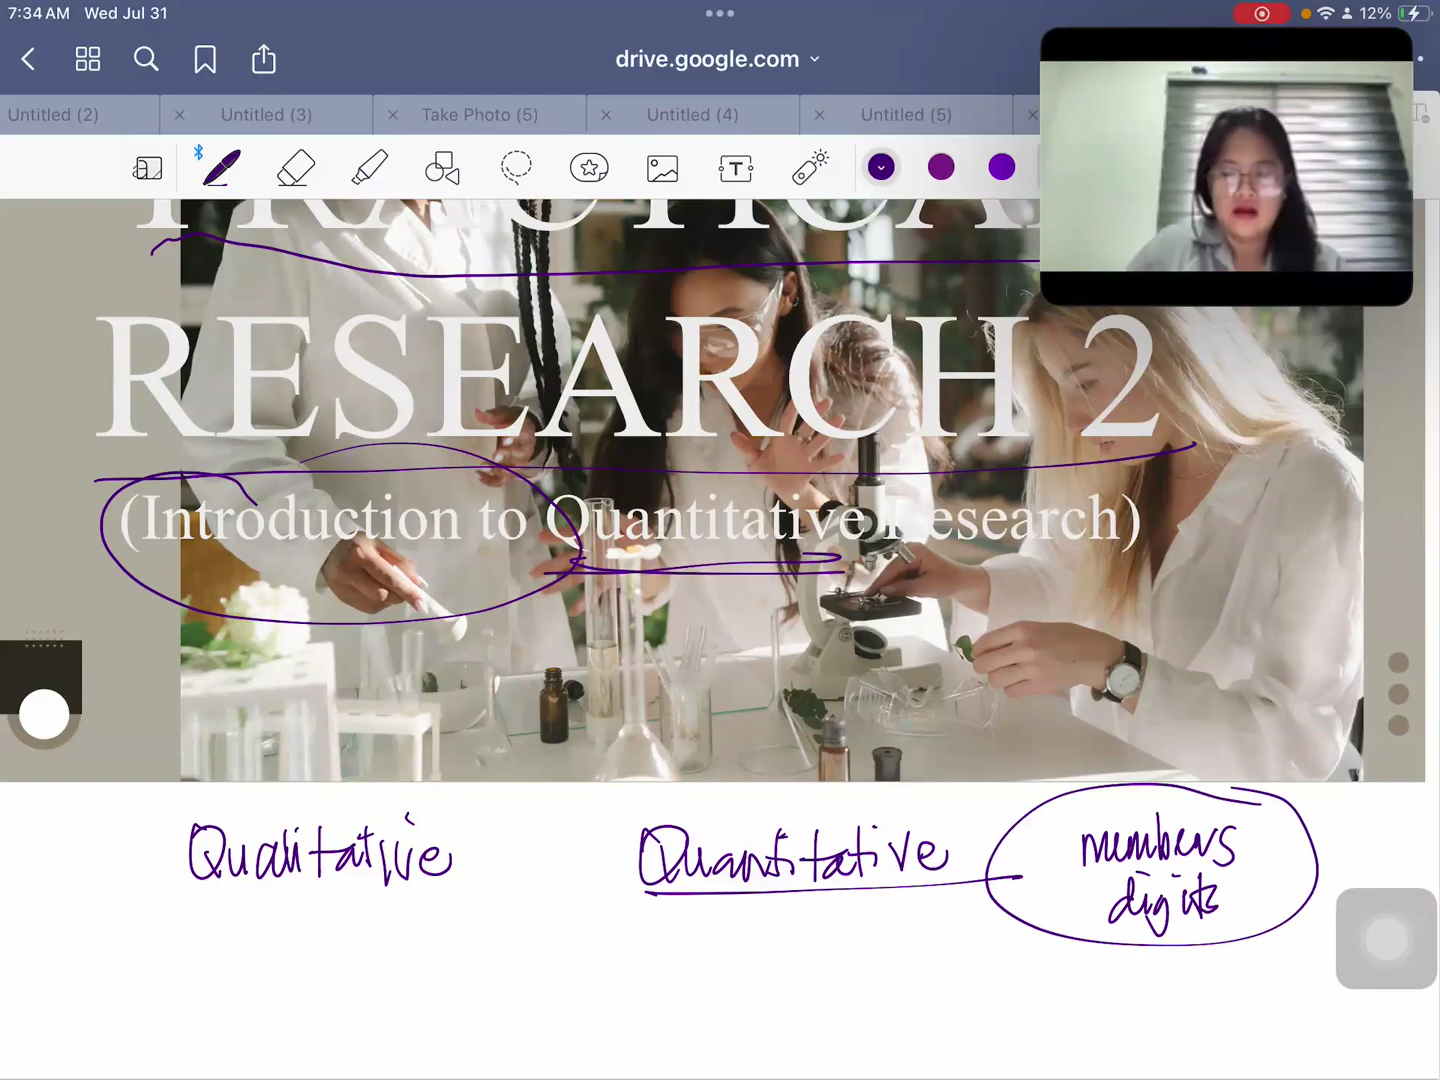 7:34 AM Wed Jul 31
12%
drive.google.com
Untitled (2)
Untitled (3)
Take Photo (5)
Untitled (4)
Untitled (5)
PRACTICAL
RESEARCH 2
(Introduction to Quantitative Research)
Qualitative
Quantitative
numbers
digits